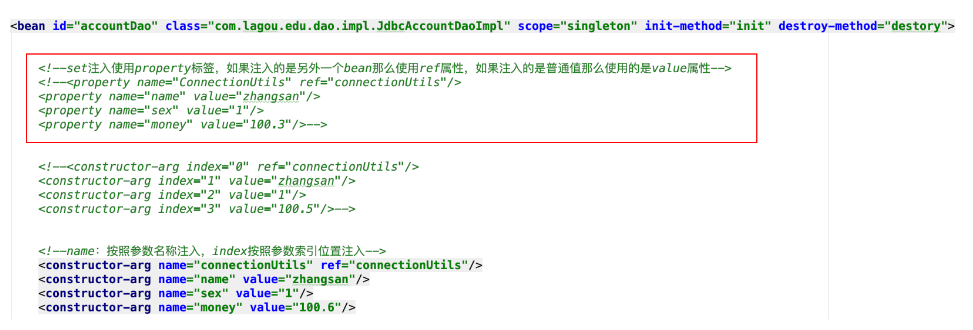 <bean id="accountDao" class="com.lagou.edu.dao.impl.JdbcAccountDaoImpl" scope="singleton" init-method="init" destroy-method="destory">
<!--set注入使用property标签，如果注入的是另外一个bean那么使用ref属性，如果注入的是普通值那么使用的是value属性-->
<!--<property name="ConnectionUtils" ref="connectionUtils"/>
<property name="name" value="zhangsan"/>
<property name="sex" value="1"/>
<property name="money" value="100.3"/>-->
<!--<constructor-arg index="0" ref="connectionUtils"/>
<constructor-arg index="1" value="zhangsan"/>
<constructor-arg index="2" value="1"/>
<constructor-arg index="3" value="100.5"/>-->
<!--name：按照参数名称注入，index按照参数索引位置注入-->
<constructor-arg name="connectionUtils" ref="connectionUtils"/>
<constructor-arg name="name" value="zhangsan"/>
<constructor-arg name="sex" value="1"/>
<constructor-arg name="money" value="100.6"/>